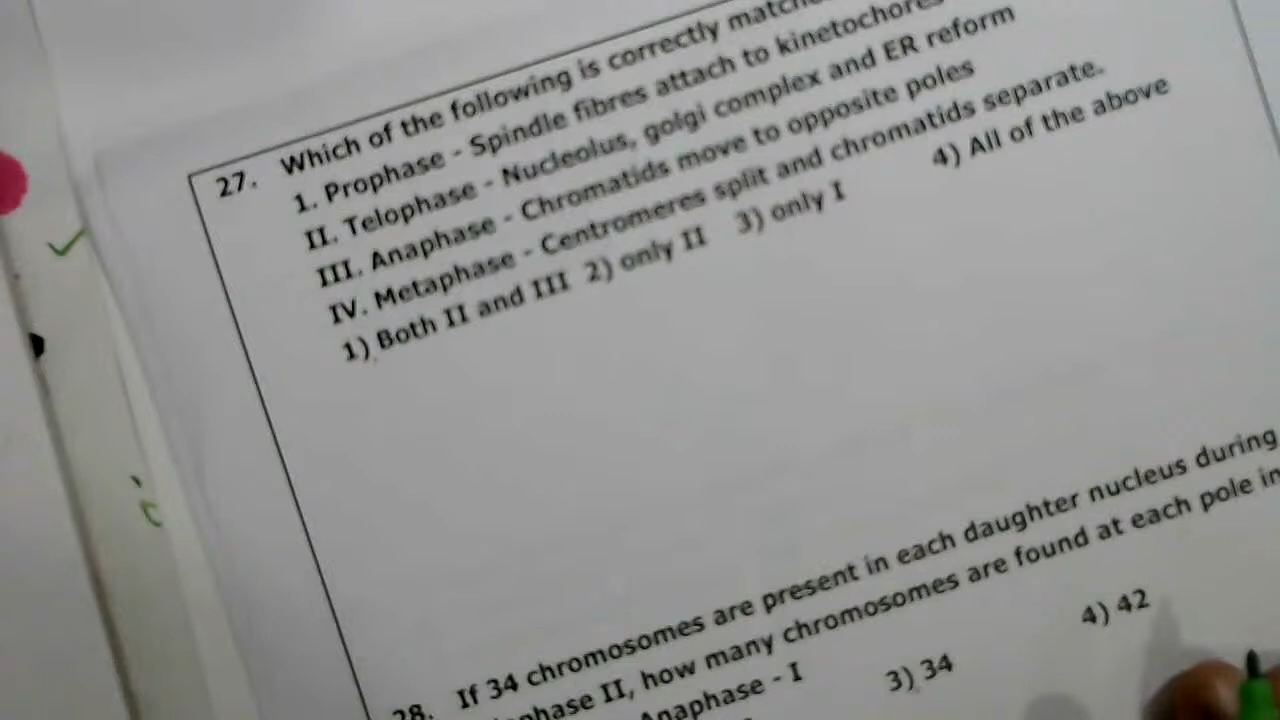 27. Which of the following is correctly
1. Prophase - Spindle fibres attach to kinetochores
II. Telophase - Nucleolus, golgi complex and ER reform
III. Anaphase - Chromatids move to opposite poles
IV. Metaphase - Centromeres split and chromatids separate.
1) Both II and III 2) only II 3) only I 4) All of the above
28. If 34 chromosomes are present in each daughter nucleus during
II, how many chromosomes are found at each pole in
Anaphase - I
3) 34 4) 42